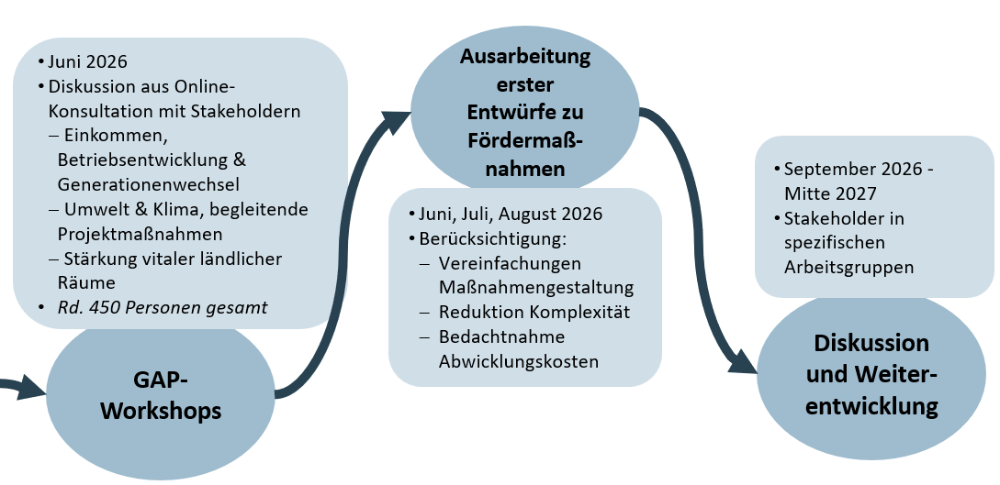 • Juni 2026
• Diskussion aus Online-
Konsultation mit Stakeholdern
– Einkommen,
Betriebsentwicklung &
Generationenwechsel
– Umwelt & Klima, begleitende
Projektmaßnahmen
– Stärkung vitaler ländlicher
Räume
• Rd. 450 Personen gesamt
GAP-
Workshops
Ausarbeitung
erster
Entwürfe zu
Fördermaß-
nahmen
• Juni, Juli, August 2026
• Berücksichtigung:
– Vereinfachungen
Maßnahmengestaltung
– Reduktion Komplexität
– Bedachtnahme
Abwicklungskosten
• September 2026 -
Mitte 2027
• Stakeholder in
spezifischen
Arbeitsgruppen
Diskussion
und Weiter-
entwicklung